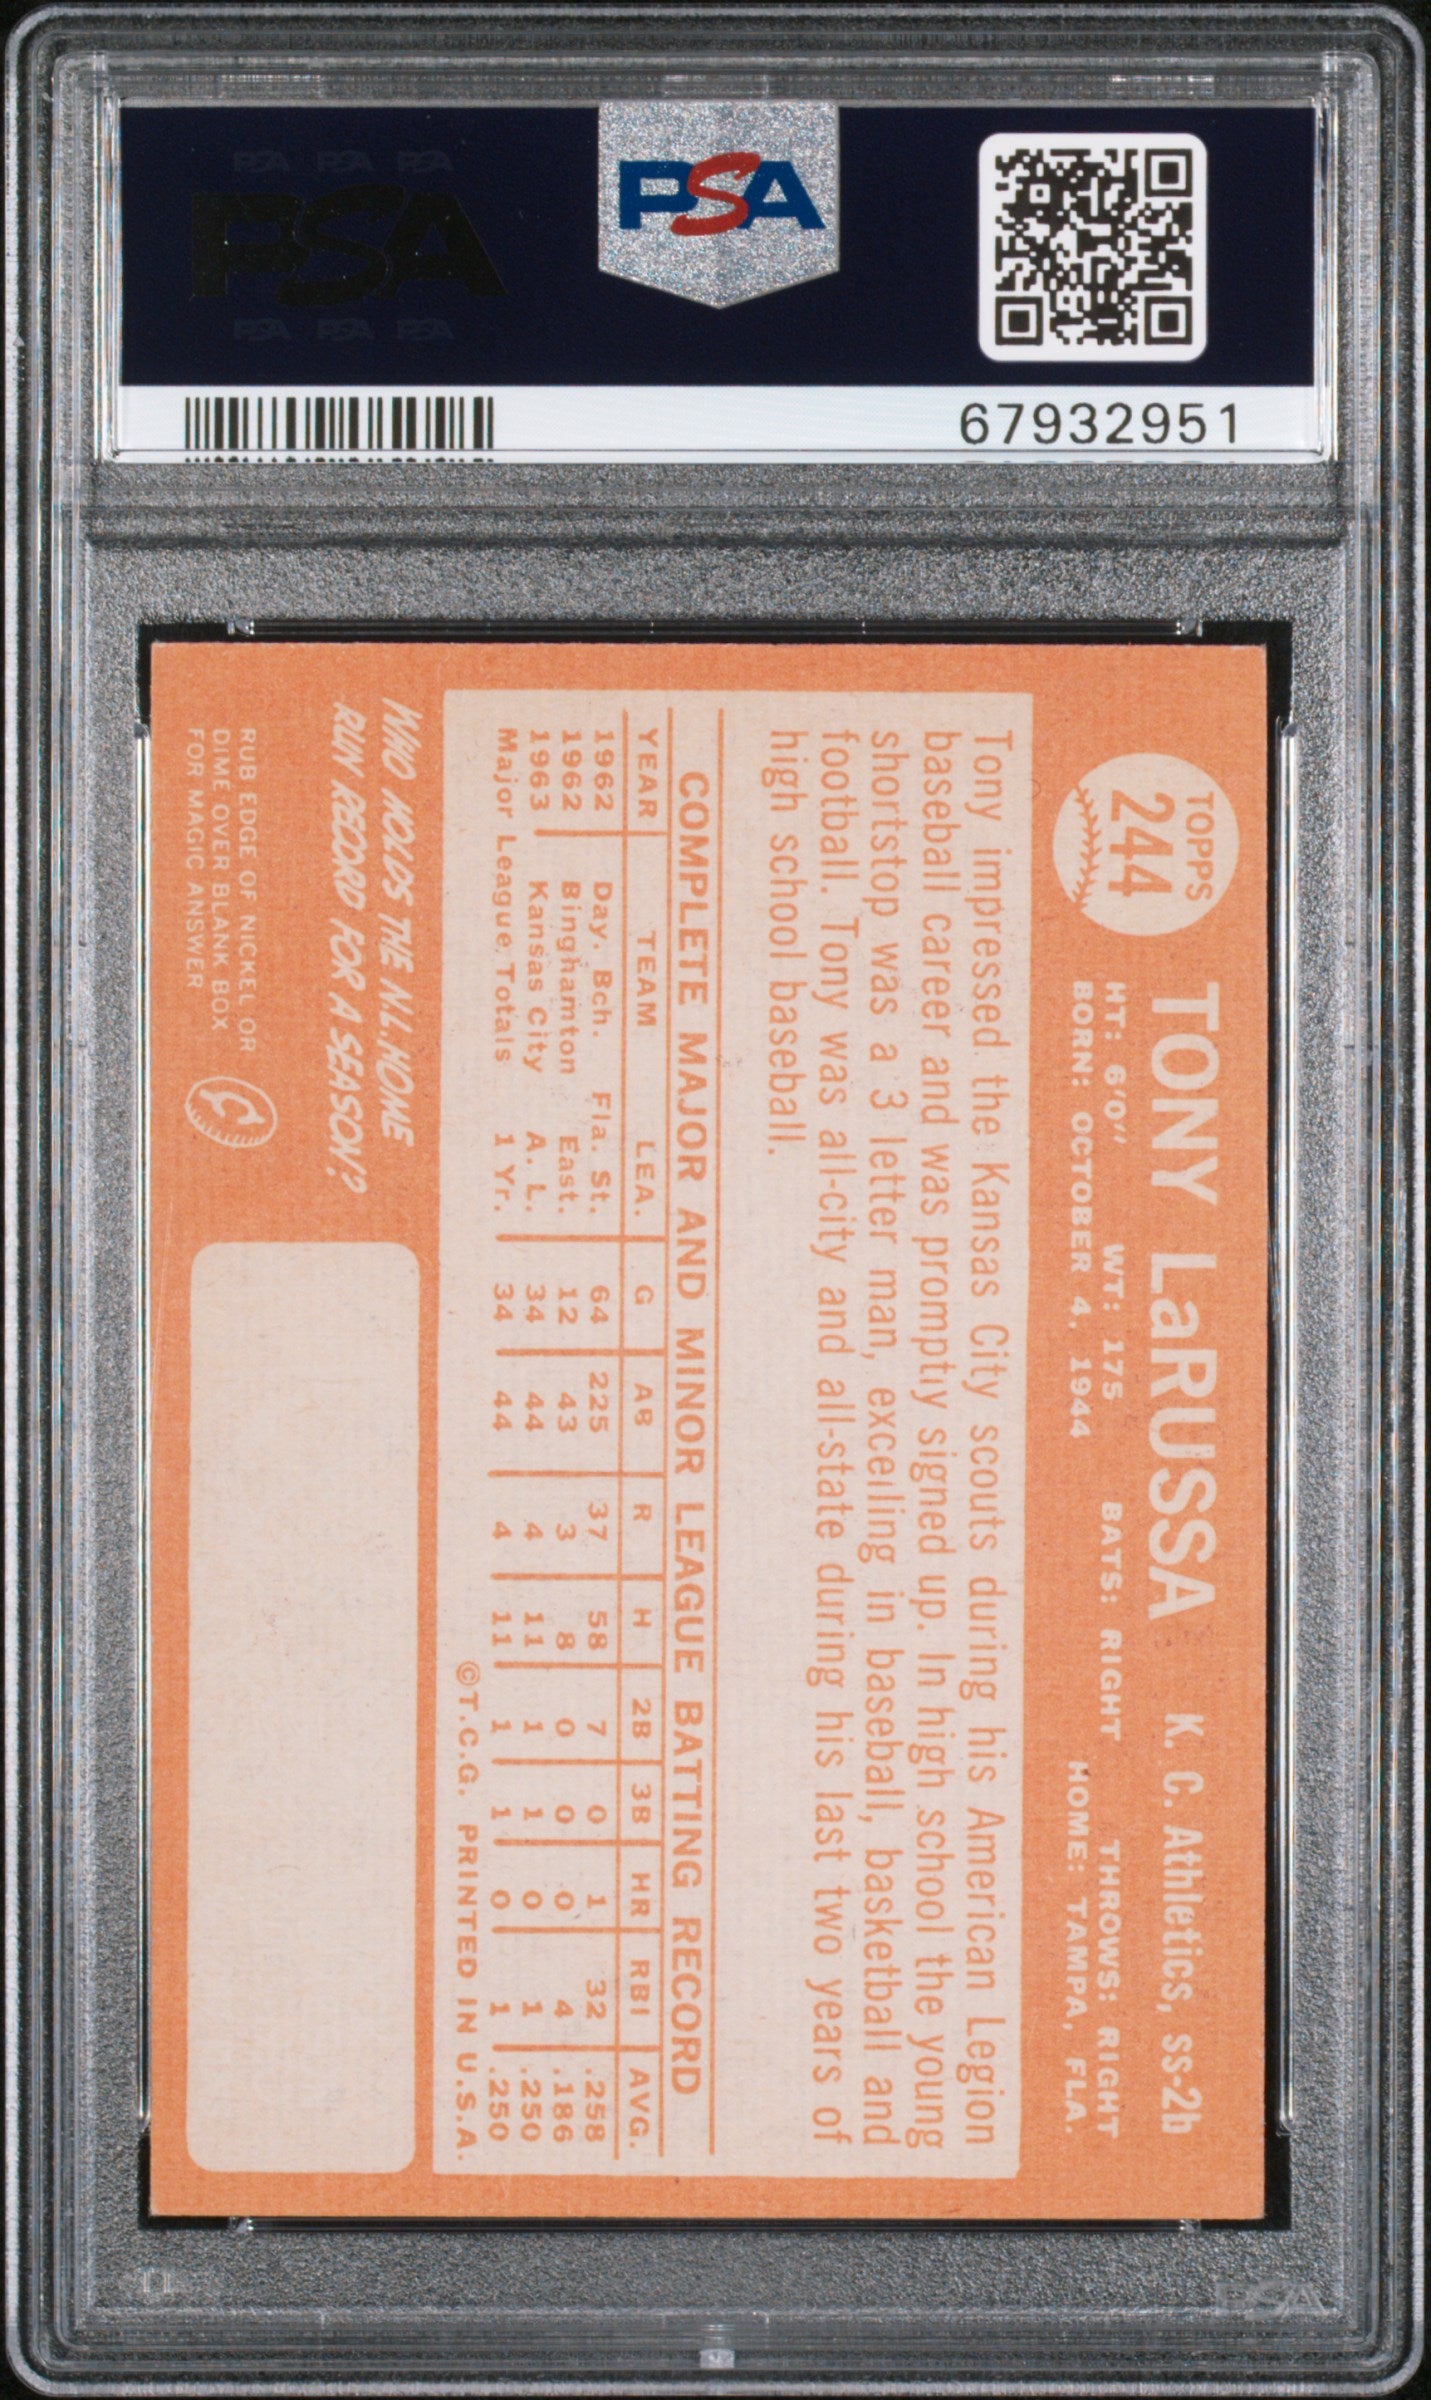 PSA PSA PSA
PSA
PSA PSA PSA
PSA
67932951
TOPPS
244
TONY LaRUSSA K. C. Athletics, ss-2b
HT: 6'0" WT: 175 BATS: RIGHT THROWS: RIGHT
BORN: OCTOBER 4, 1944 HOME: TAMPA, FLA.
Tony impressed the Kansas City scouts during his American Legion
baseball career and was promptly signed up. In high school the young
shortstop was a 3 letter man, excelling in baseball, basketball and
football. Tony was all-city and all-state during his last two years of
high school baseball.
COMPLETE MAJOR AND MINOR LEAGUE BATTING RECORD
YEAR TEAM LEA. G AB R H 2B 3B HR RBI AVG.
1962 Day. Bch. Fla. St. 64 225 37 58 7 0 1 32 .258
1962 Binghamton East. 12 43 3 8 0 0 0 4 .186
1963 Kansas City A. L. 34 44 4 11 1 1 0 1 .250
Major League Totals 1 Yr. 34 44 4 11 1 1 0 1 .250
©T.C.G. PRINTED IN U.S.A.
WHO HOLDS THE N.L. HOME
RUN RECORD FOR A SEASON?
RUB EDGE OF NICKEL OR
DIME OVER BLANK BOX
FOR MAGIC ANSWER
PSA